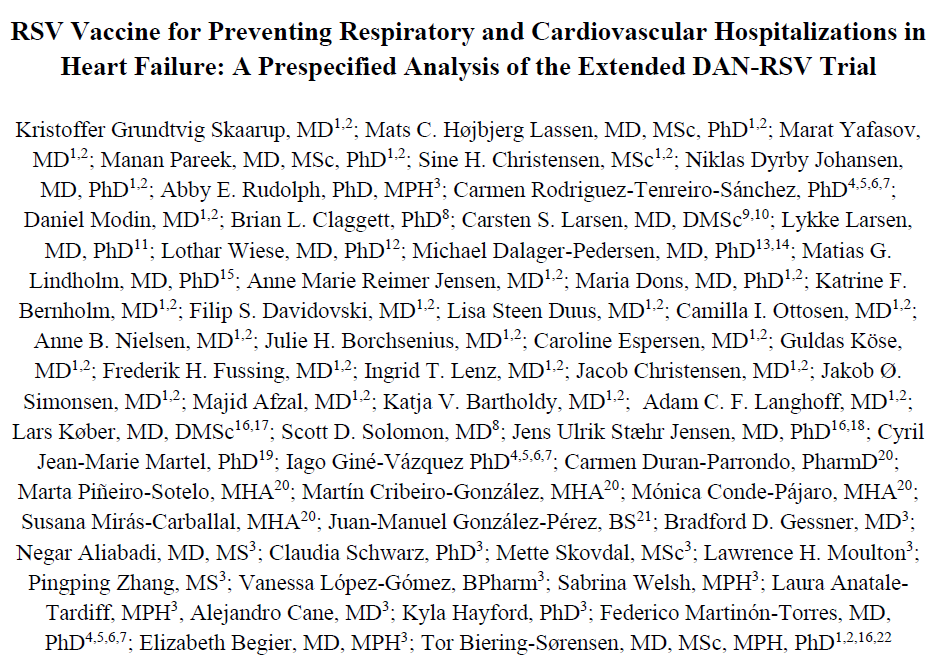 RSV Vaccine for Preventing Respiratory and Cardiovascular Hospitalizations in
Heart Failure: A Prespecified Analysis of the Extended DAN-RSV Trial
Kristoffer Grundtvig Skaarup, MD1,2; Mats C. Højbjerg Lassen, MD, MSc, PhD1,2; Marat Yafasov,
MD1,2; Manan Pareek, MD, MSc, PhD1,2; Sine H. Christensen, MSc1,2; Niklas Dyrby Johansen,
MD, PhD1,2; Abby E. Rudolph, PhD, MPH3; Carmen Rodriguez-Tenreiro-Sánchez, PhD4,5,6,7;
Daniel Modin, MD1,2; Brian L. Claggett, PhD8; Carsten S. Larsen, MD, DMSc9,10; Lykke Larsen,
MD, PhD11; Lothar Wiese, MD, PhD12; Michael Dalager-Pedersen, MD, PhD13,14; Matias G.
Lindholm, MD, PhD15; Anne Marie Reimer Jensen, MD1,2; Maria Dons, MD, PhD1,2; Katrine F.
Bernholm, MD1,2; Filip S. Davidovski, MD1,2; Lisa Steen Duus, MD1,2; Camilla I. Ottosen, MD1,2;
Anne B. Nielsen, MD1,2; Julie H. Borchsenius, MD1,2; Caroline Espersen, MD1,2; Guldas Köse,
MD1,2; Frederik H. Fussing, MD1,2; Ingrid T. Lenz, MD1,2; Jacob Christensen, MD1,2; Jakob Ø.
Simonsen, MD1,2; Majid Afzal, MD1,2; Katja V. Bartholdy, MD1,2; Adam C. F. Langhoff, MD1,2;
Lars Køber, MD, DMSc16,17; Scott D. Solomon, MD8; Jens Ulrik Stæhr Jensen, MD, PhD16,18; Cyril
Jean-Marie Martel, PhD19; Iago Giné-Vázquez PhD4,5,6,7; Carmen Duran-Parrondo, PharmD20;
Marta Piñeiro-Sotelo, MHA20; Martín Cribeiro-González, MHA20; Mónica Conde-Pájaro, MHA20;
Susana Mirás-Carballal, MHA20; Juan-Manuel González-Pérez, BS21; Bradford D. Gessner, MD3;
Negar Aliabadi, MD, MS3; Claudia Schwarz, PhD3; Mette Skovdal, MSc3; Lawrence H. Moulton3;
Pingping Zhang, MS3; Vanessa López-Gómez, BPharm3; Sabrina Welsh, MPH3; Laura Anatale-
Tardiff, MPH3, Alejandro Cane, MD3; Kyla Hayford, PhD3; Federico Martinón-Torres, MD,
PhD4,5,6,7; Elizabeth Begier, MD, MPH3; Tor Biering-Sørensen, MD, MSc, MPH, PhD1,2,16,22